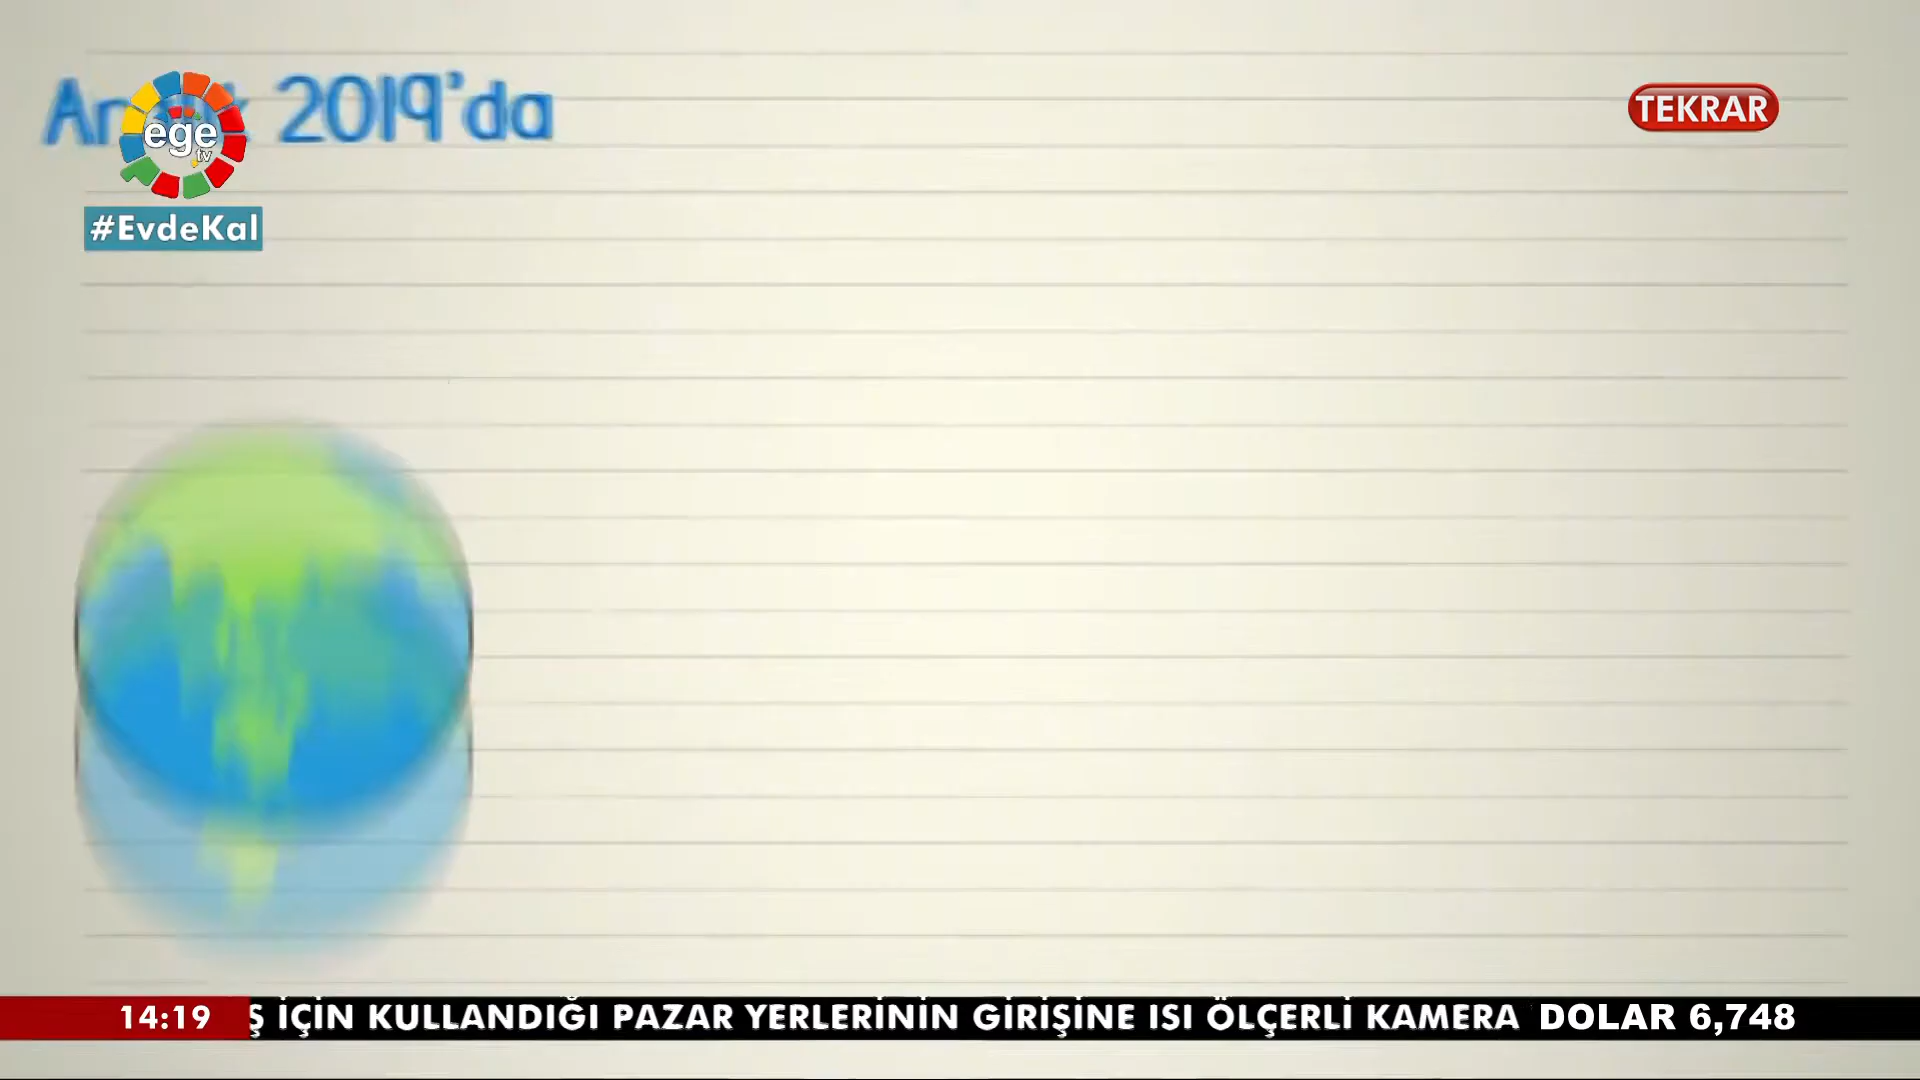 2019'da
TEKRAR
ege
tv
#EvdeKal
14:19 Ş İÇİN KULLANDIĞI PAZAR YERLERİNİN GİRİŞİNE ISI ÖLÇERLİ KAMERA DOLAR 6,748